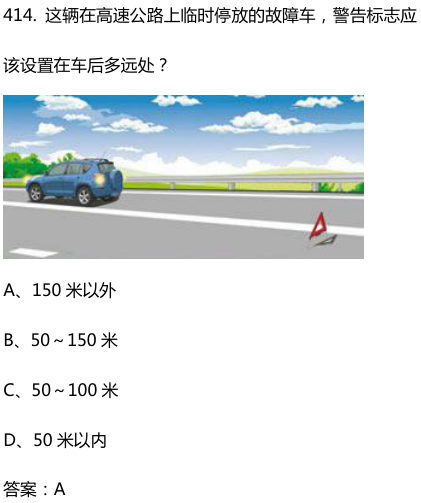 414. 这辆在高速公路上临时停放的故障车，警告标志应
该设置在车后多远处？
A、150 米以外
B、50～150 米
C、50～100 米
D、50 米以内
答案：A